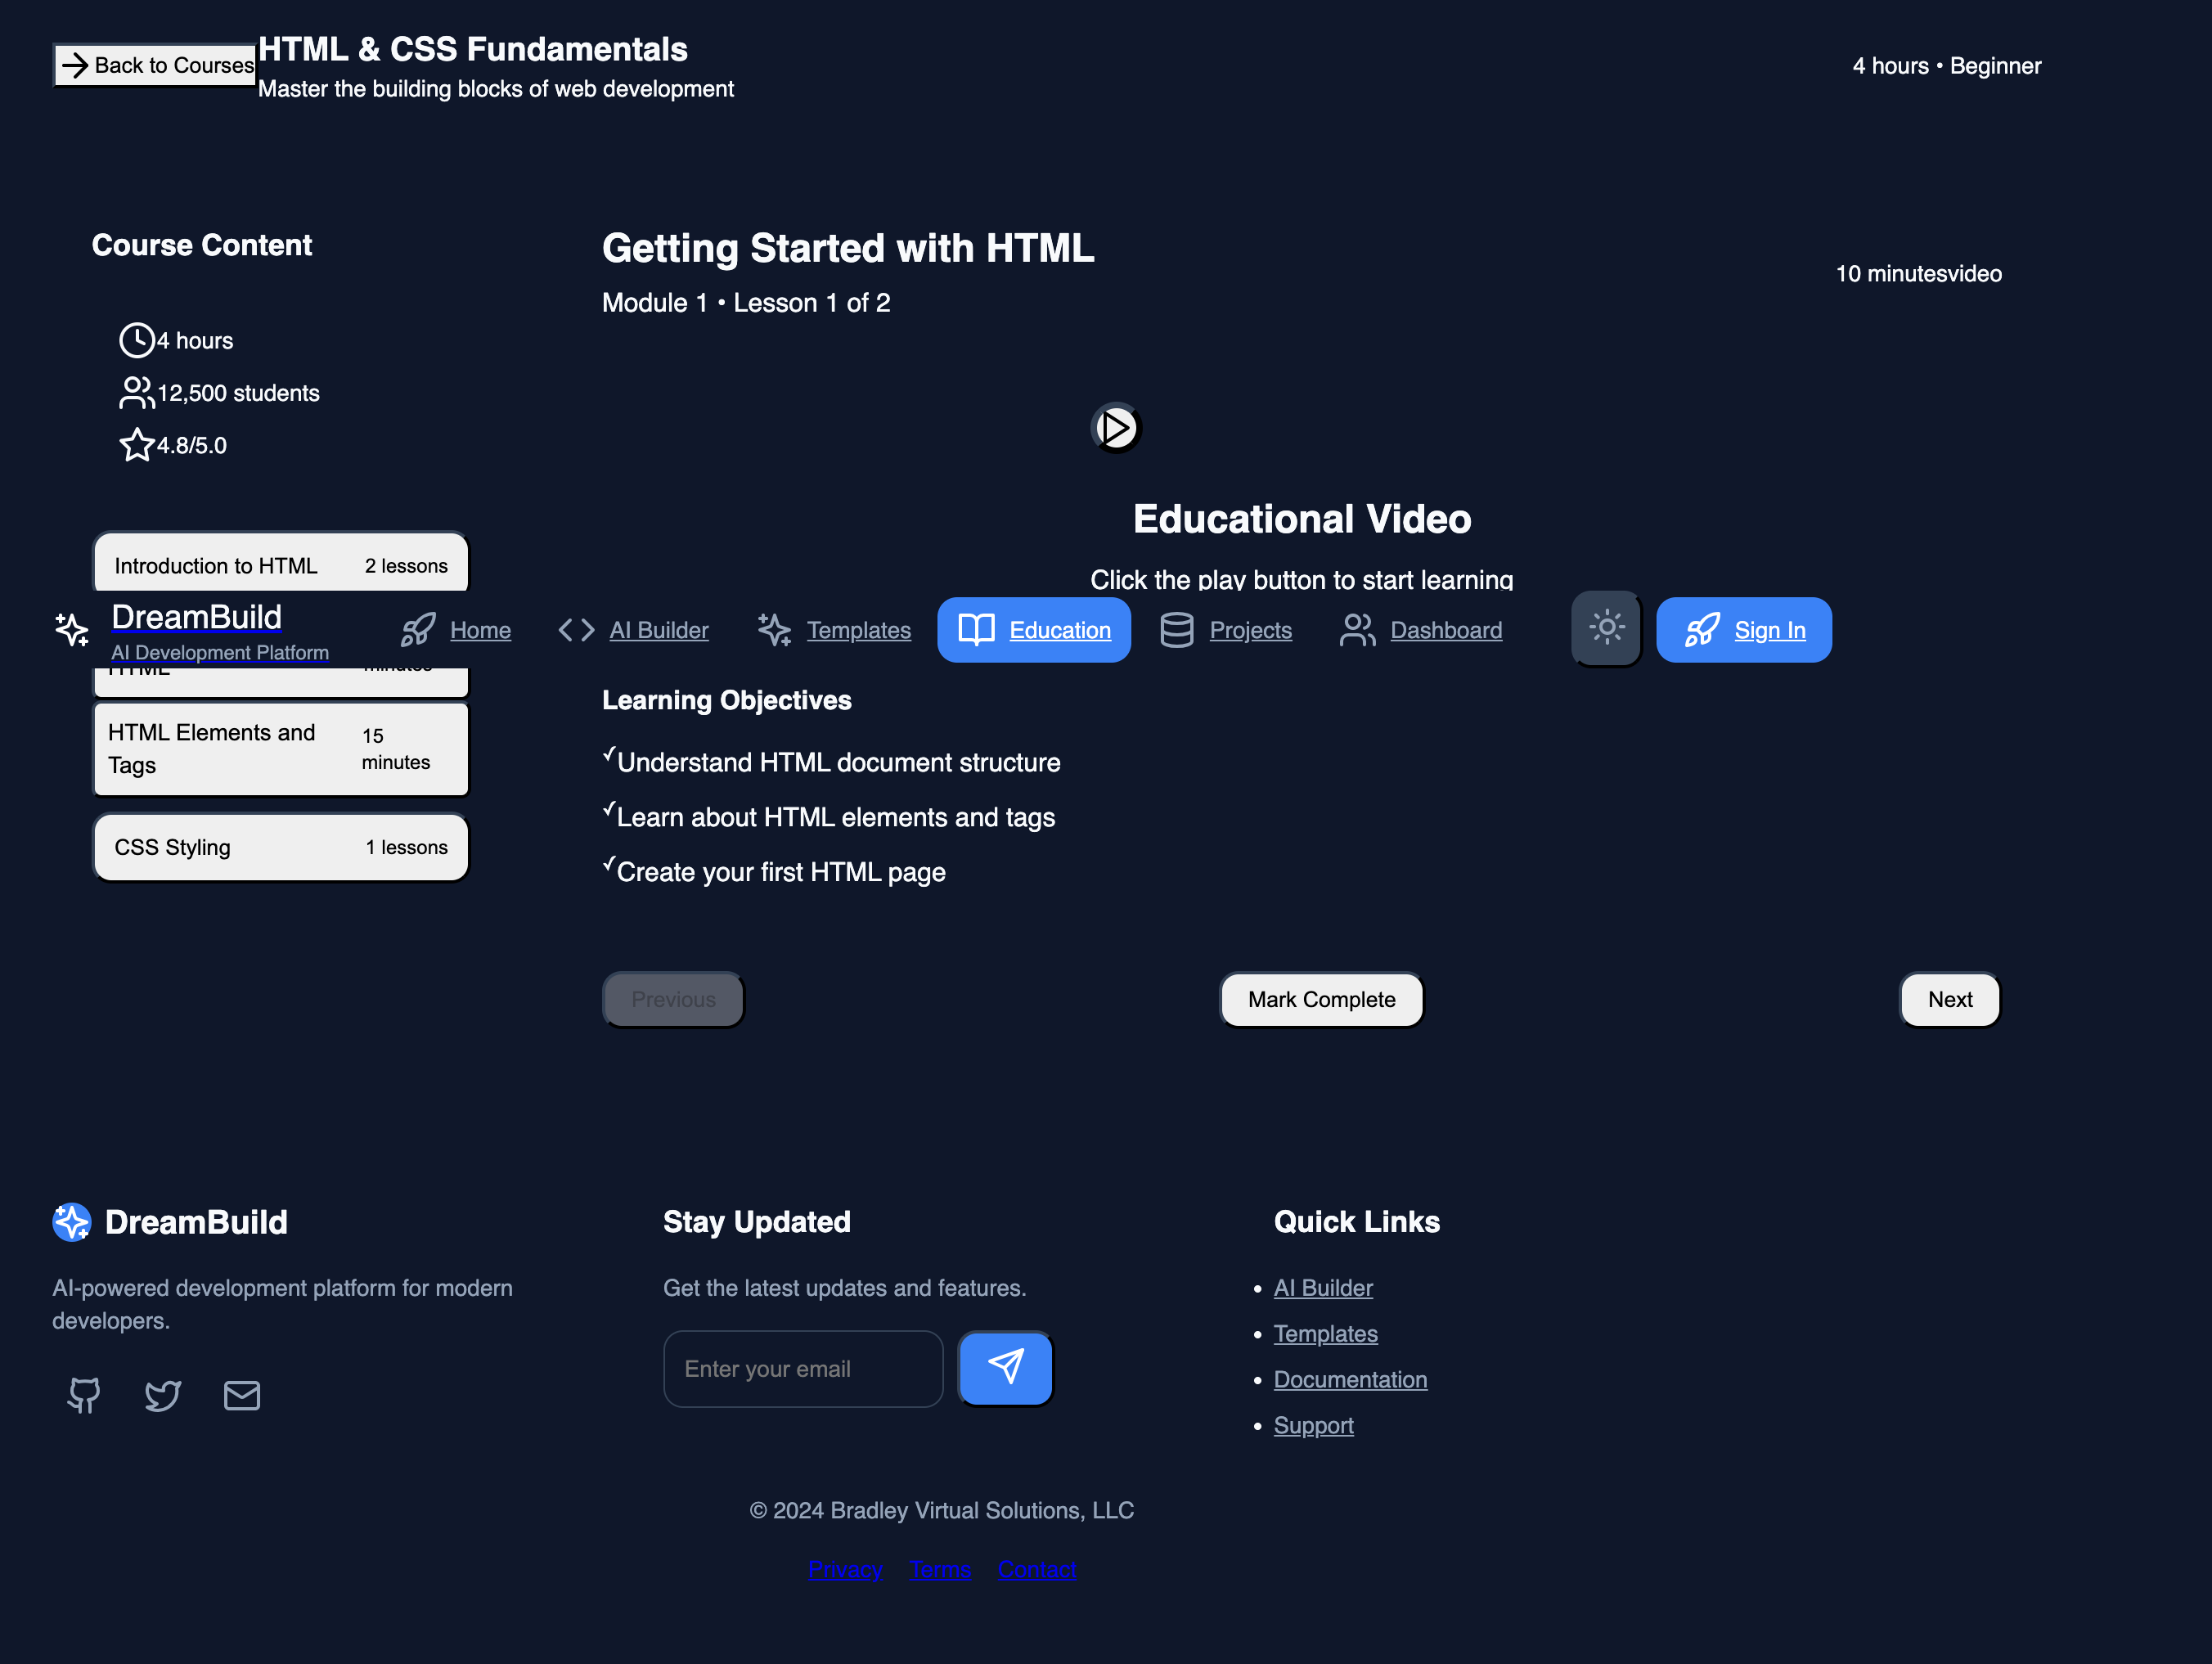 Back to Courses
HTML & CSS Fundamentals
Master the building blocks of web development
4 hours • Beginner
Course Content
4 hours
12,500 students
4.8/5.0
Introduction to HTML 2 lessons
Getting Started with HTML
Module 1 • Lesson 1 of 2
10 minutesvideo
Educational Video
Click the play button to start learning
DreamBuild
AI Development Platform
Home
AI Builder
Templates
Education
Projects
Dashboard
Sign In
HTML minutes
HTML Elements and
Tags
15
minutes
CSS Styling 1 lessons
Learning Objectives
✓Understand HTML document structure
✓Learn about HTML elements and tags
✓Create your first HTML page
Previous
Mark Complete
Next
DreamBuild
AI-powered development platform for modern
developers.
Stay Updated
Get the latest updates and features.
Enter your email
Quick Links
• AI Builder
• Templates
• Documentation
• Support
© 2024 Bradley Virtual Solutions, LLC
Privacy Terms Contact